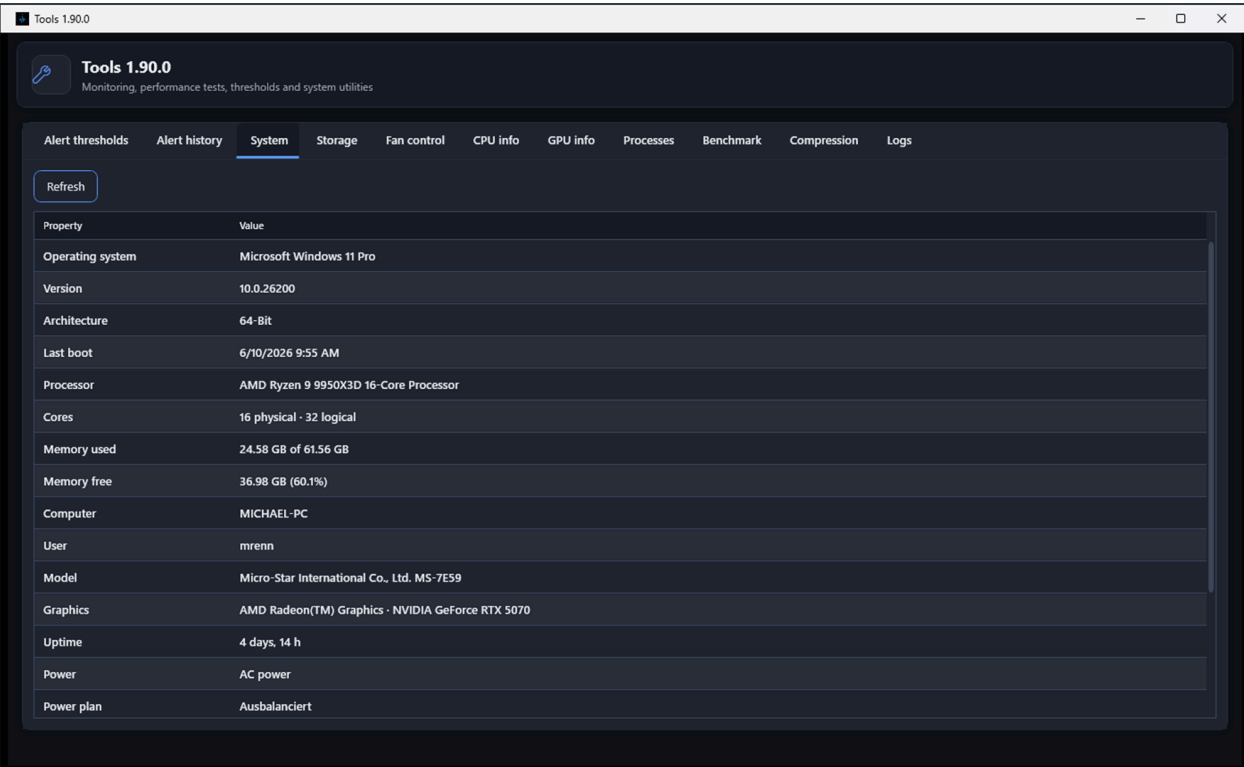 Tools 1.90.0
Tools 1.90.0
Monitoring, performance tests, thresholds and system utilities
Alert thresholds Alert history System Storage Fan control CPU info GPU info Processes Benchmark Compression Logs
Refresh
Property Value
Operating system Microsoft Windows 11 Pro
Version 10.0.26200
Architecture 64-Bit
Last boot 6/10/2026 9:55 AM
Processor AMD Ryzen 9 9950X3D 16-Core Processor
Cores 16 physical · 32 logical
Memory used 24.58 GB of 61.56 GB
Memory free 36.98 GB (60.1%)
Computer MICHAEL-PC
User mrenn
Model Micro-Star International Co., Ltd. MS-7E59
Graphics AMD Radeon(TM) Graphics · NVIDIA GeForce RTX 5070
Uptime 4 days, 14 h
Power AC power
Power plan Ausbalanciert